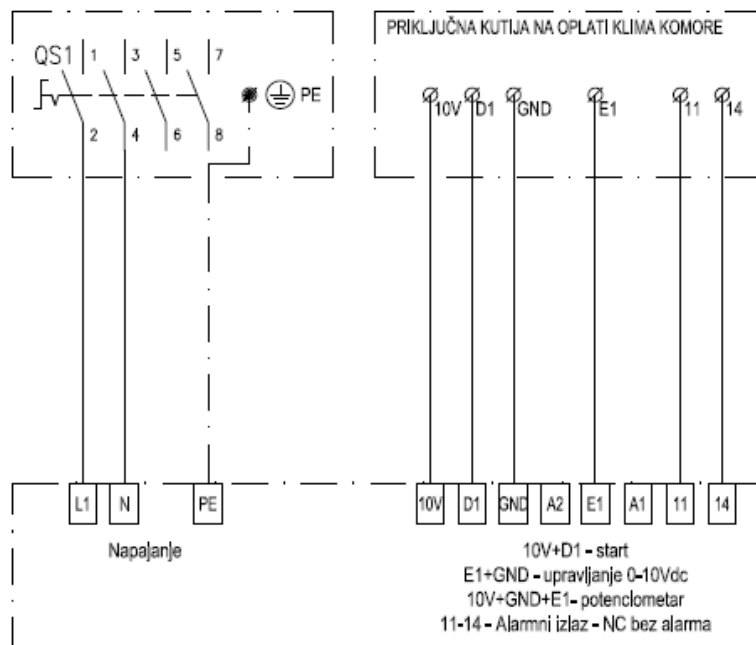 PRIKLJUČNA KUTIJA NA OPLATI KLIMA KOMORE
QS1 1 3 5 7
2 4 6 8
PE
10V D1 GND E1 11 14
L1 N PE
10V D1 GND A2 E1 A1 11 14
Napajanje
10V+D1 - start
E1+GND - upravljanje 0-10Vdc
10V+GND+E1- potenciometar
11-14 - Alarmni izlaz - NC bez alarma